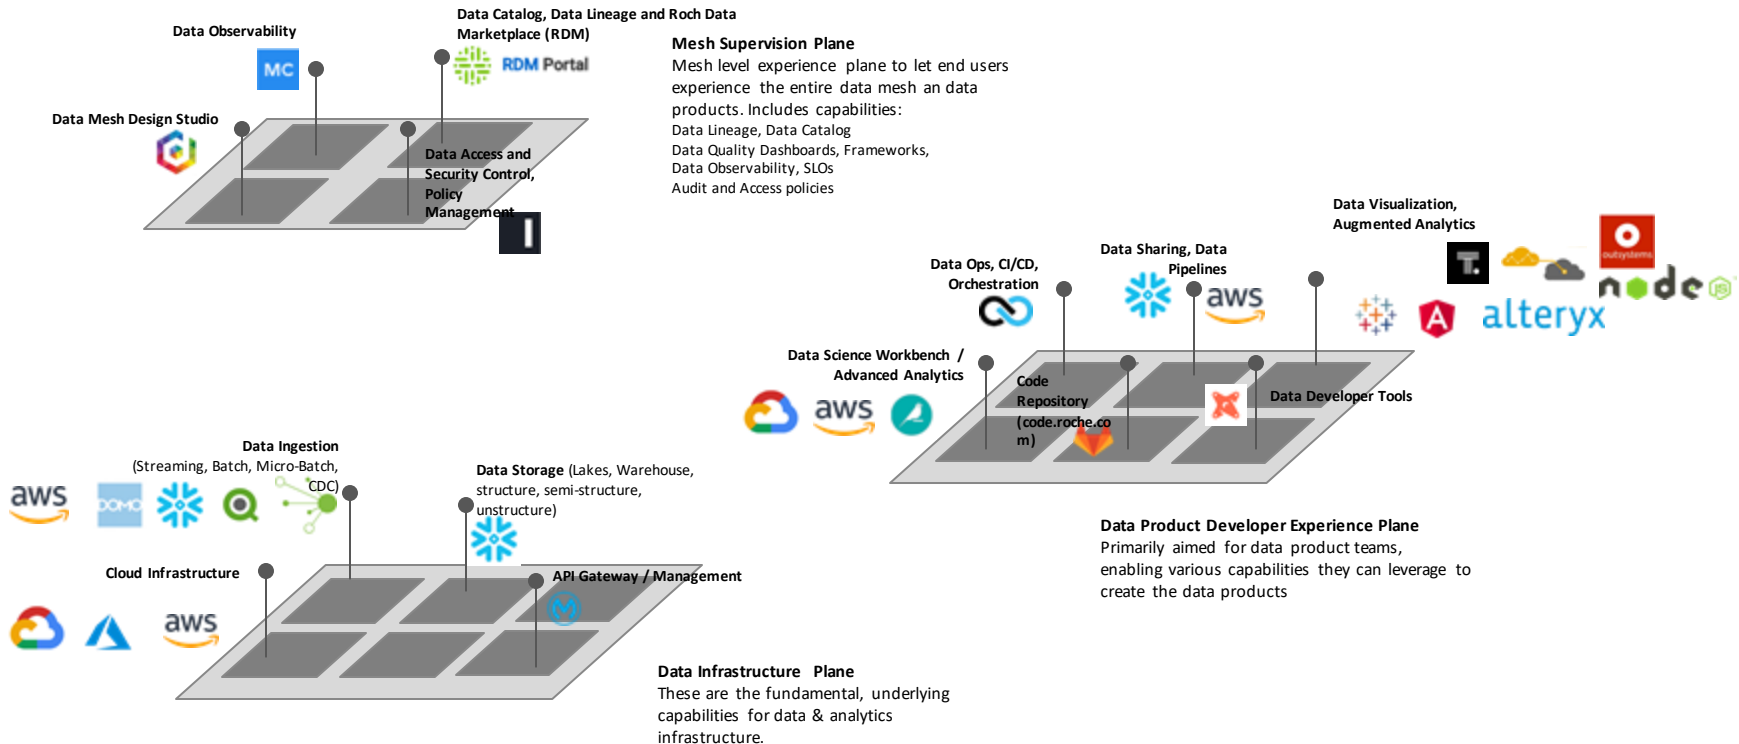 Data Observability
MC
Data Catalog, Data Lineage and Roch Data
Marketplace (RDM)
RDM Portal
Data Mesh Design Studio
Data Access and
Security Control,
Policy
Management
Mesh Supervision Plane
Mesh level experience plane to let end users
experience the entire data mesh an data
products. Includes capabilities:
Data Lineage, Data Catalog
Data Quality Dashboards, Frameworks,
Data Observability, SLOs
Audit and Access policies
Data Visualization,
Augmented Analytics
T.
outsystems
node
JS
A
alteryx
Data Ops, CI/CD,
Orchestration
Data Sharing, Data
Pipelines
aws
Data Science Workbench /
Advanced Analytics
aws
Code
Repository
(code.roche.co
m)
Data Developer Tools
Data Product Developer Experience Plane
Primarily aimed for data product teams,
enabling various capabilities they can leverage to
create the data products
Data Ingestion
(Streaming, Batch, Micro-Batch,
CDC)
aws
DOMO
Data Storage (Lakes, Warehouse,
structure, semi-structure,
unstructure)
Cloud Infrastructure
aws
API Gateway / Management
Data Infrastructure Plane
These are the fundamental, underlying
capabilities for data & analytics
infrastructure.